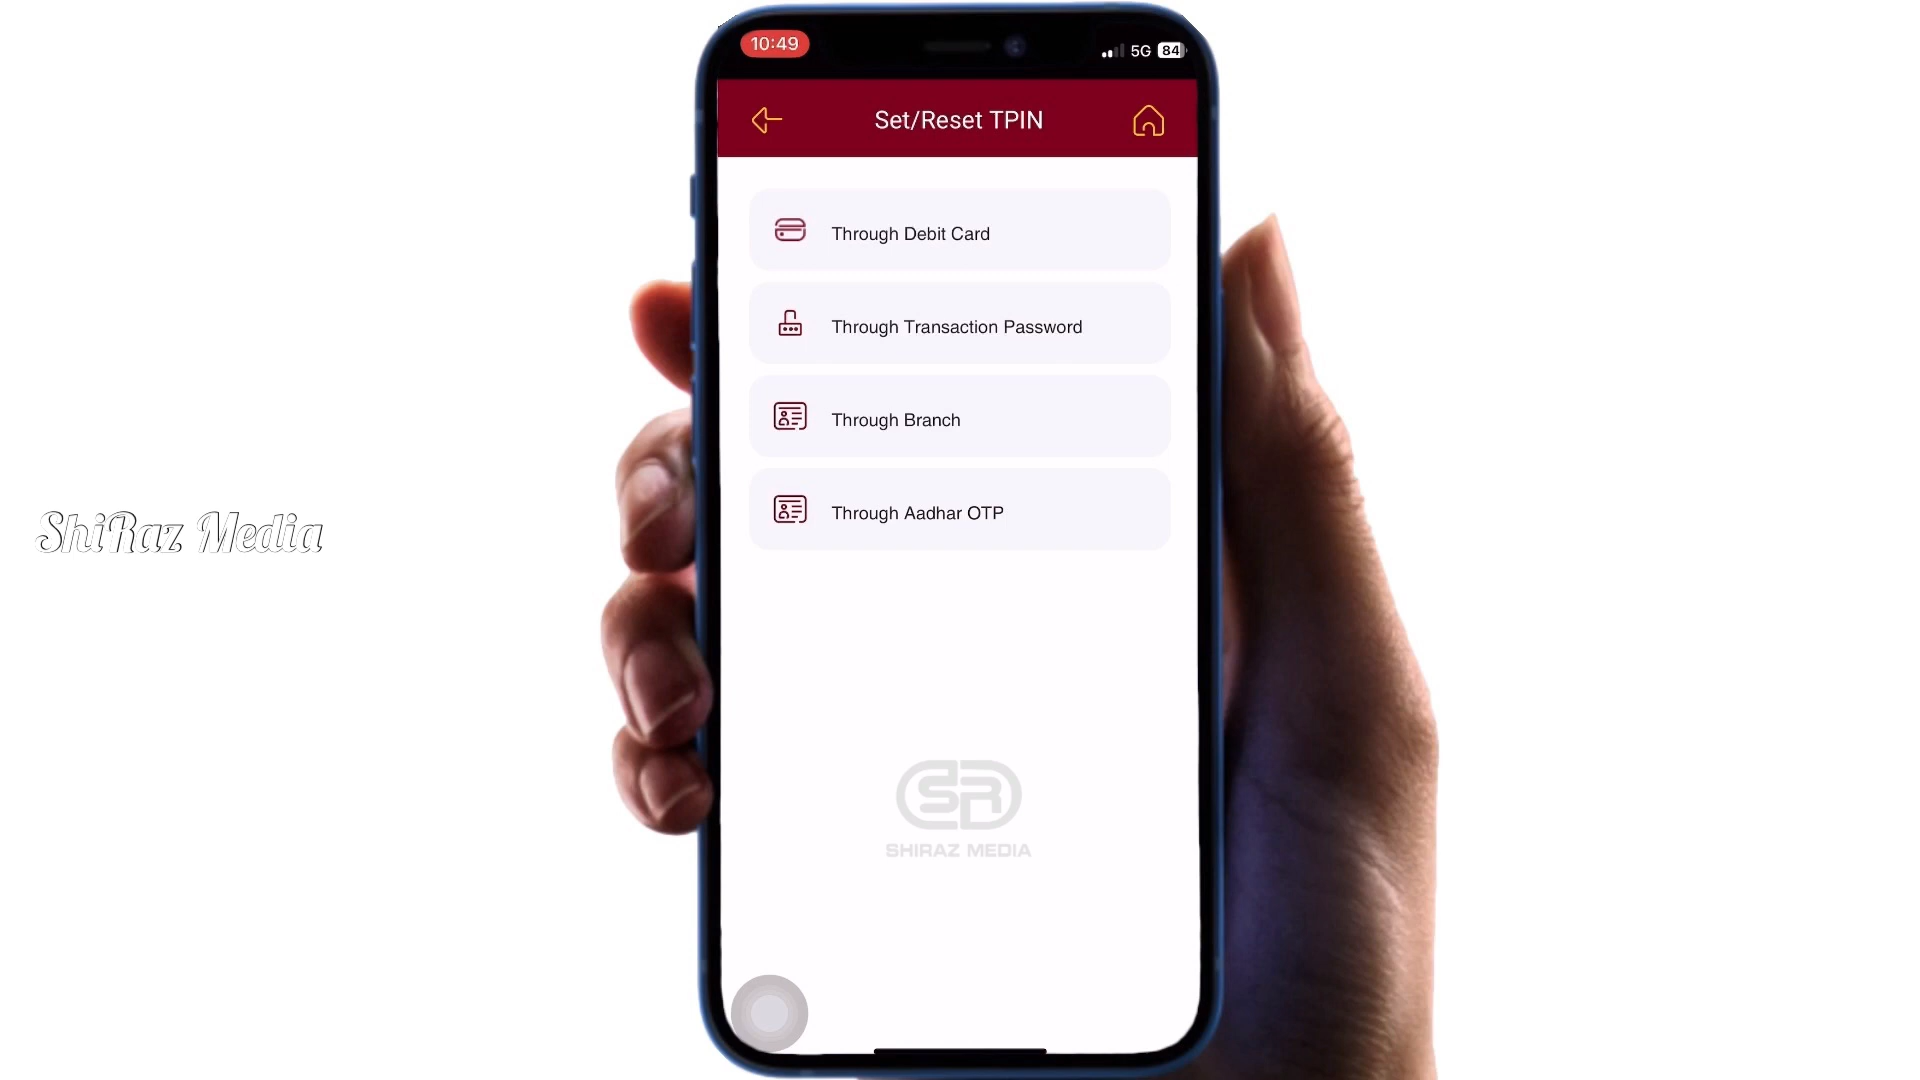 10:49
5G 84
Set/Reset TPIN
Through Debit Card
Through Transaction Password
Through Branch
Through Aadhar OTP
ShiRaz Media
SR
SHIRAZ MEDIA